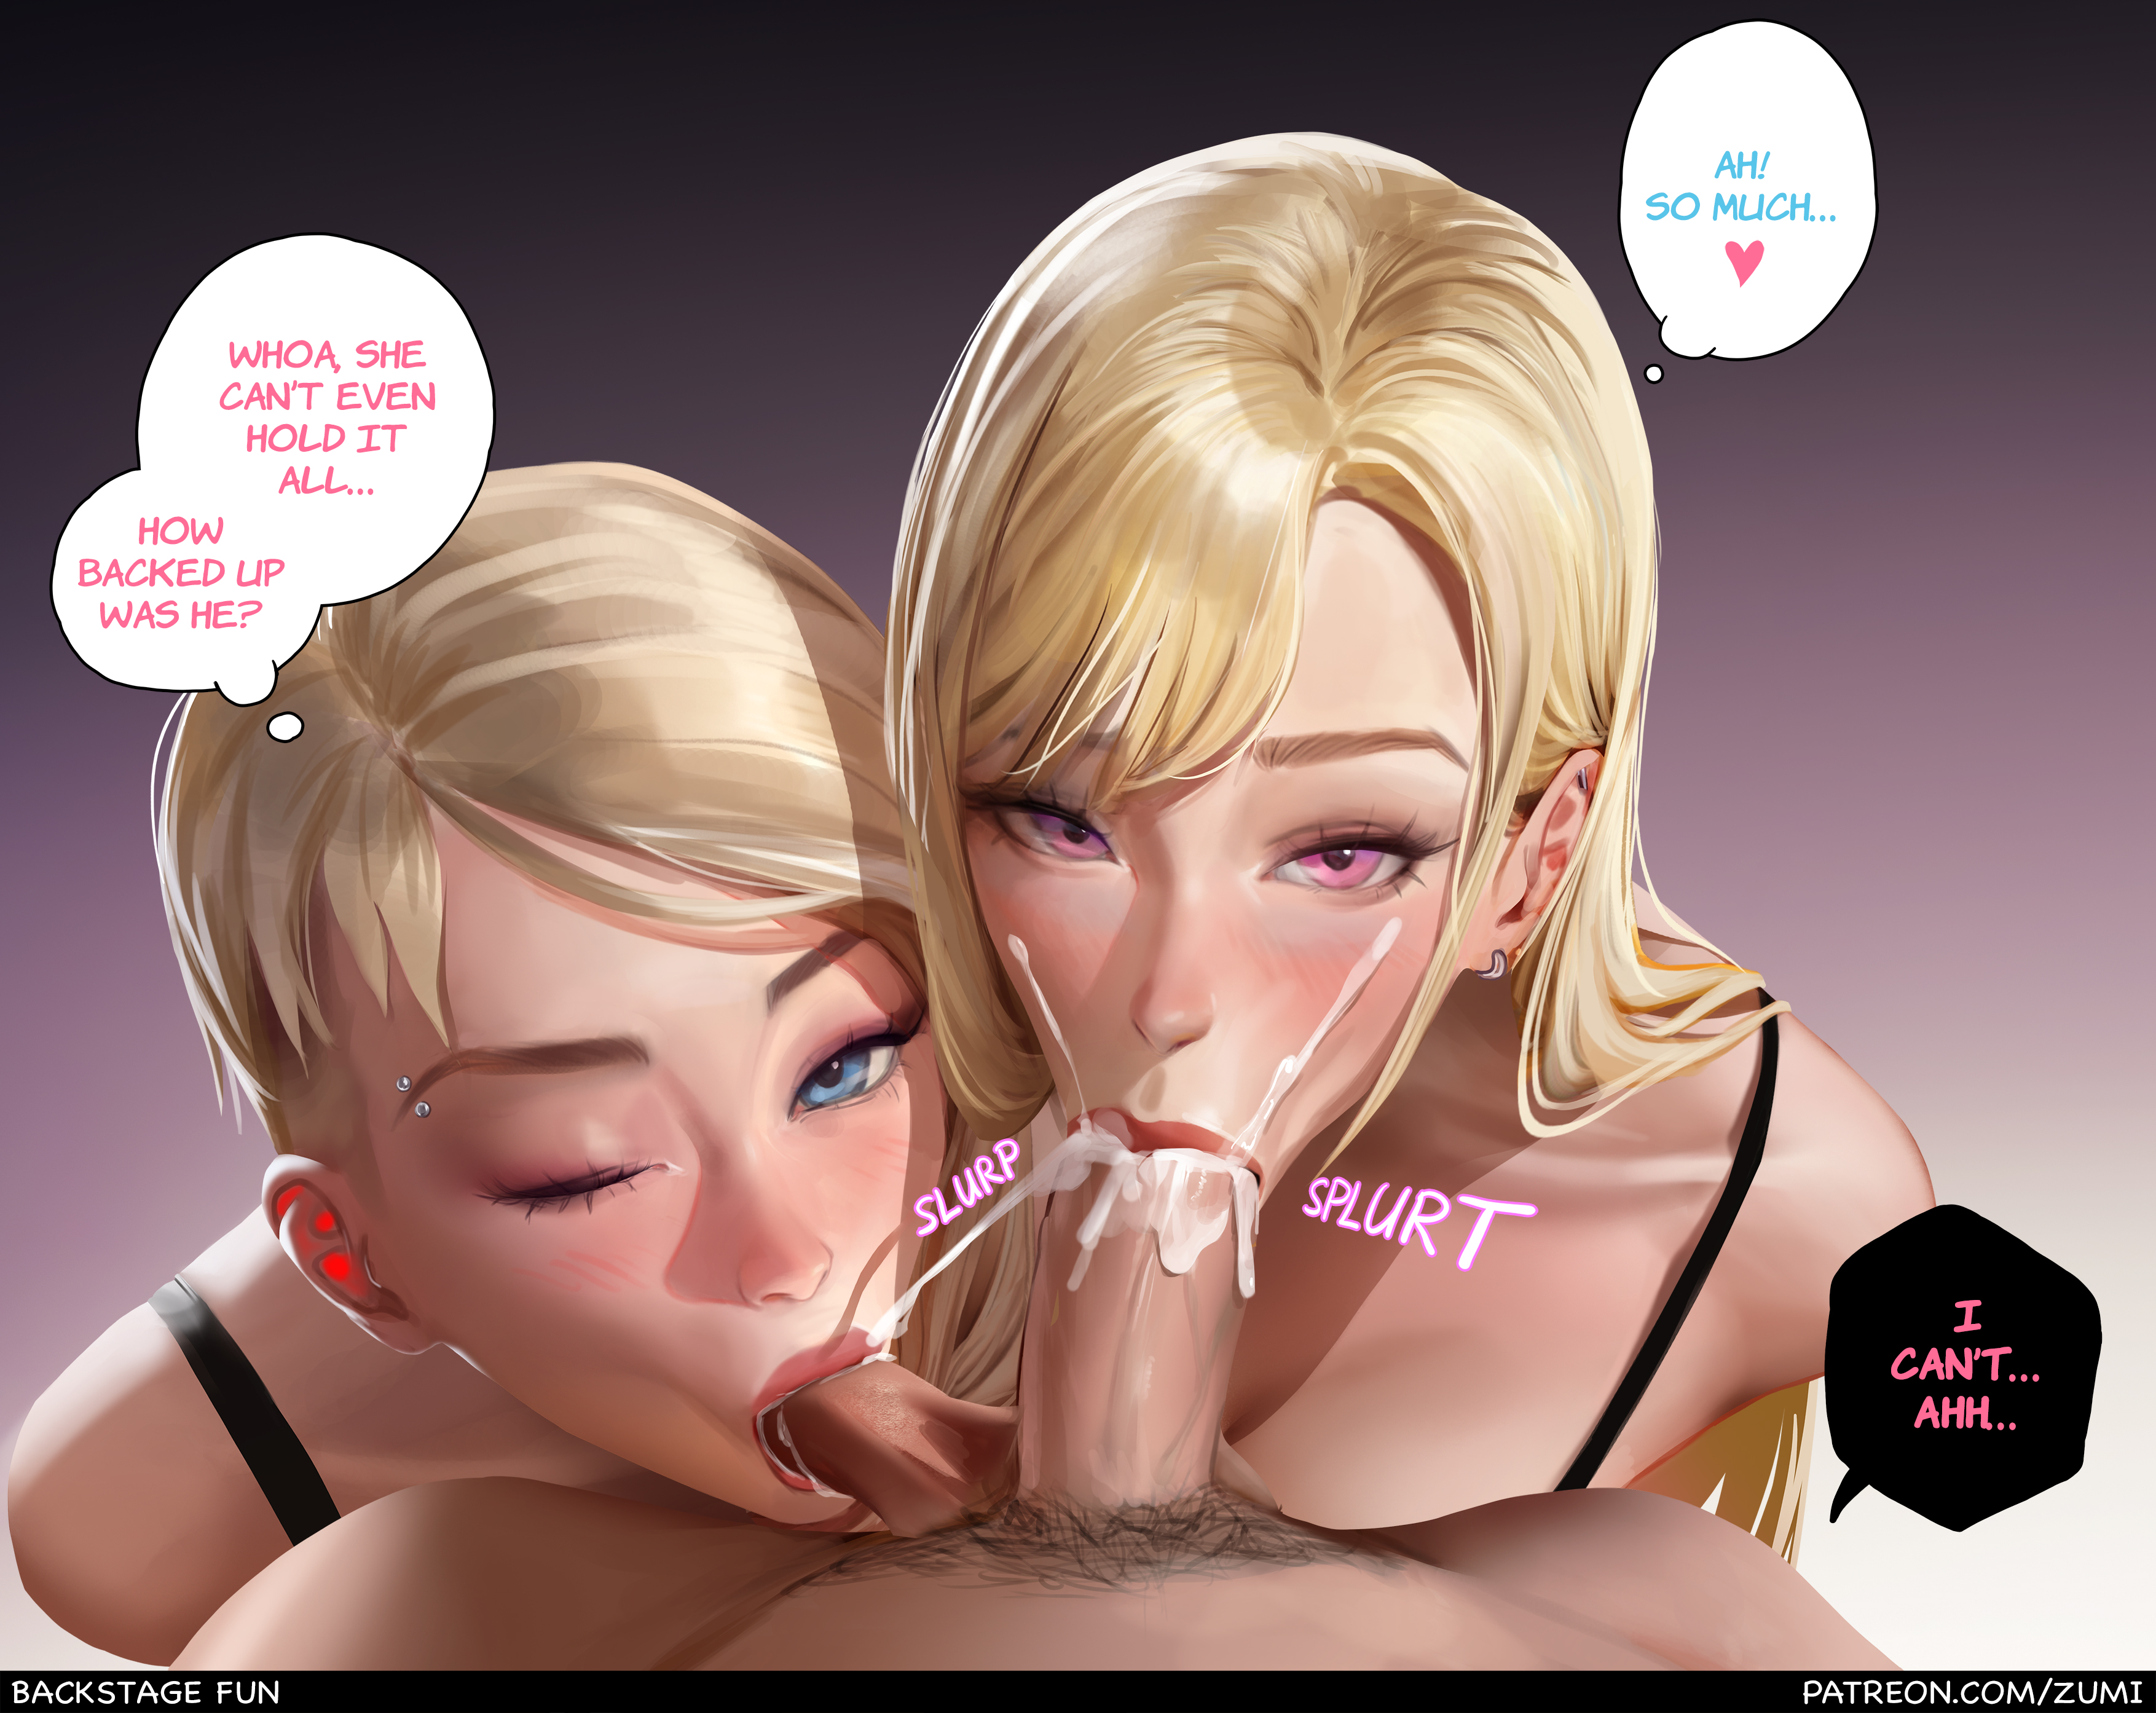 AH!
SO MUCH...
WHOA, SHE
CAN'T EVEN
HOLD IT
ALL...
HOW
BACKED UP
WAS HE?
SLURP
SPLURT
I
CAN'T...
AHH...
BACKSTAGE FUN
PATREON.COM/ZUMI